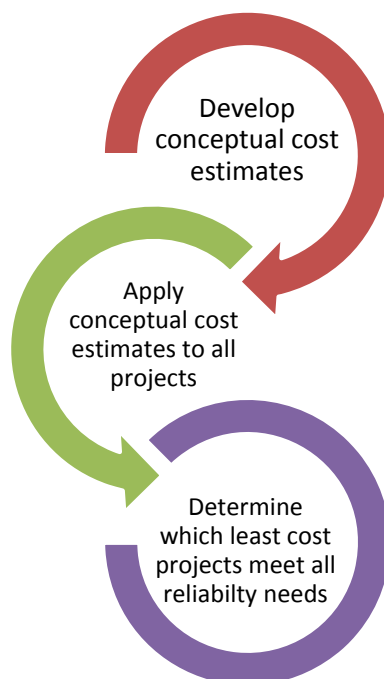 Develop
conceptual cost
estimates
Apply
conceptual cost
estimates to all
projects
Determine
which least cost
projects meet all
reliabilty needs